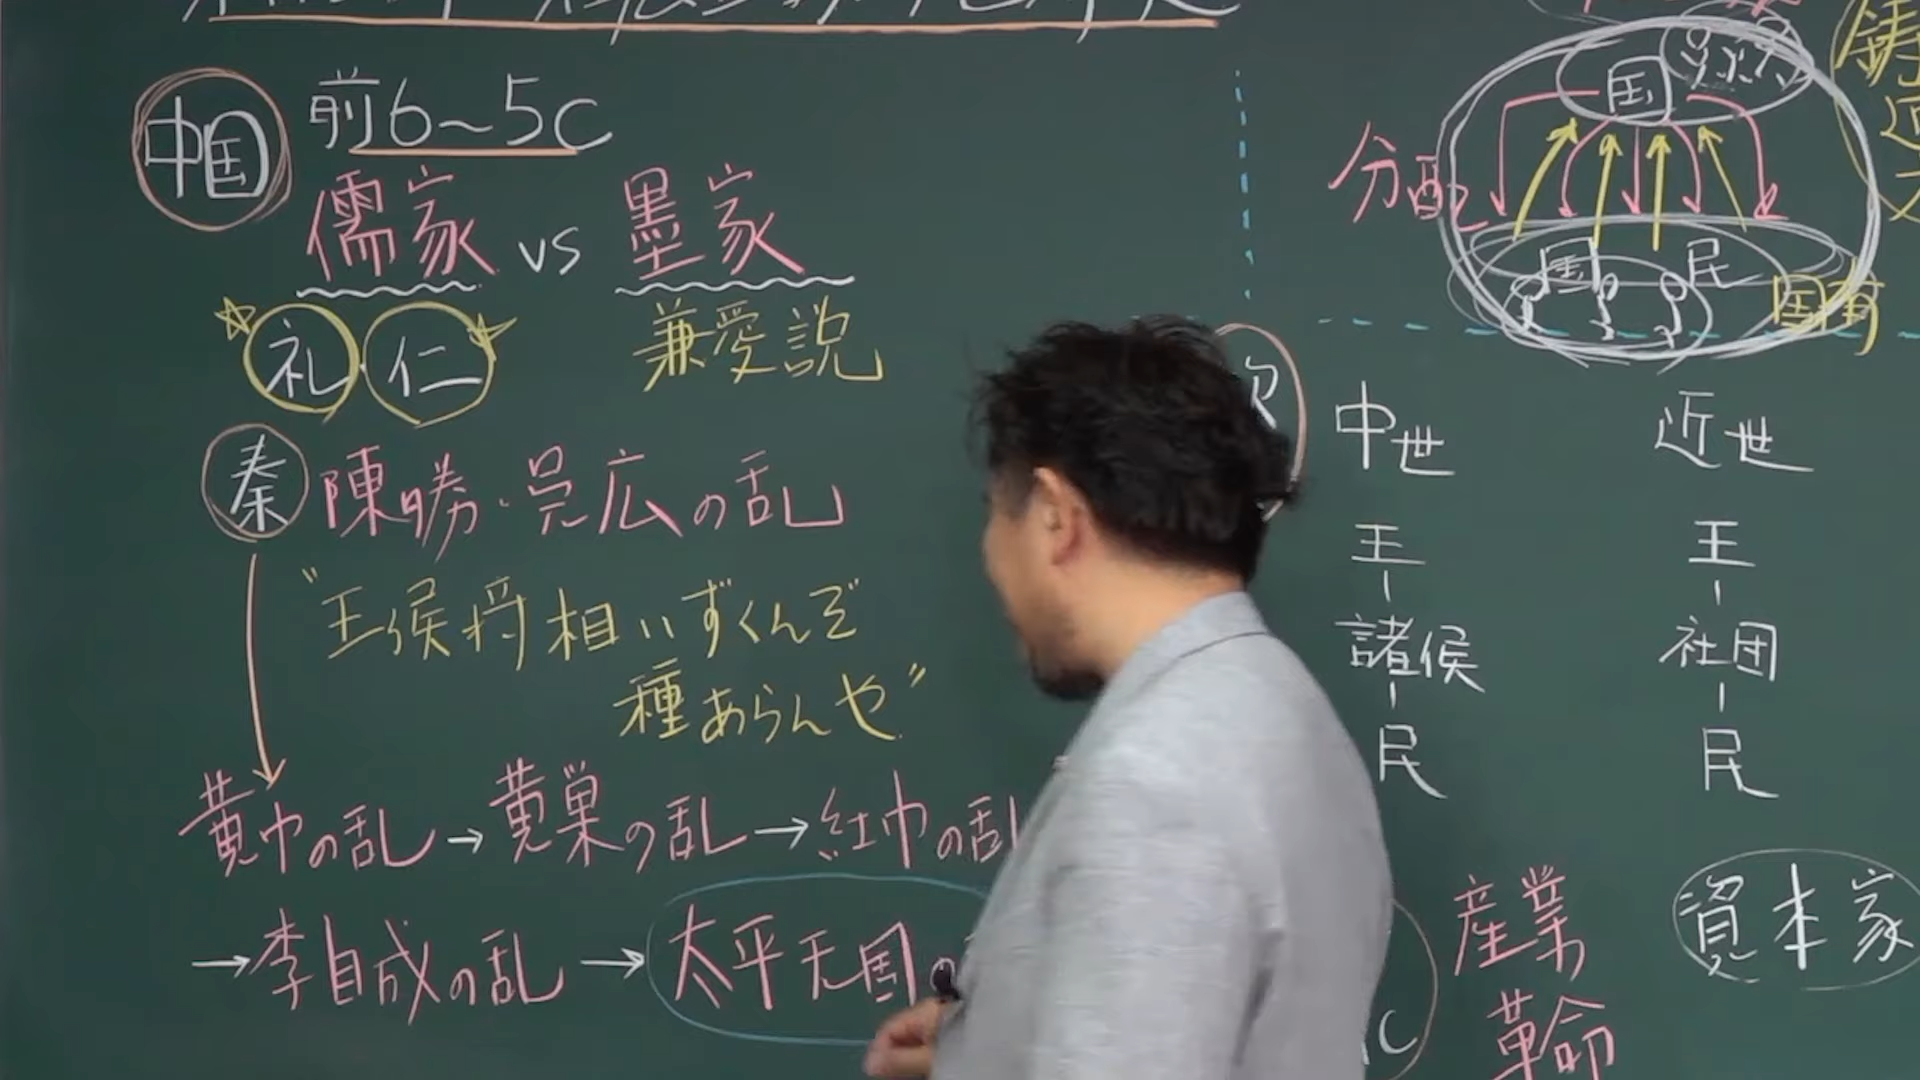 中国 前6~5C
儒家 vs 墨家
礼・仁 兼愛説
秦 陳勝・呉広の乱
"王侯将相いずくんぞ
種あらんや"
黄巾の乱→黄巣の乱→紅巾の乱
→李自成の乱→太平天国の
国
分配
国民
中世 近世
王 王
諸侯 社団
民 民
産業 資本家
革命
C